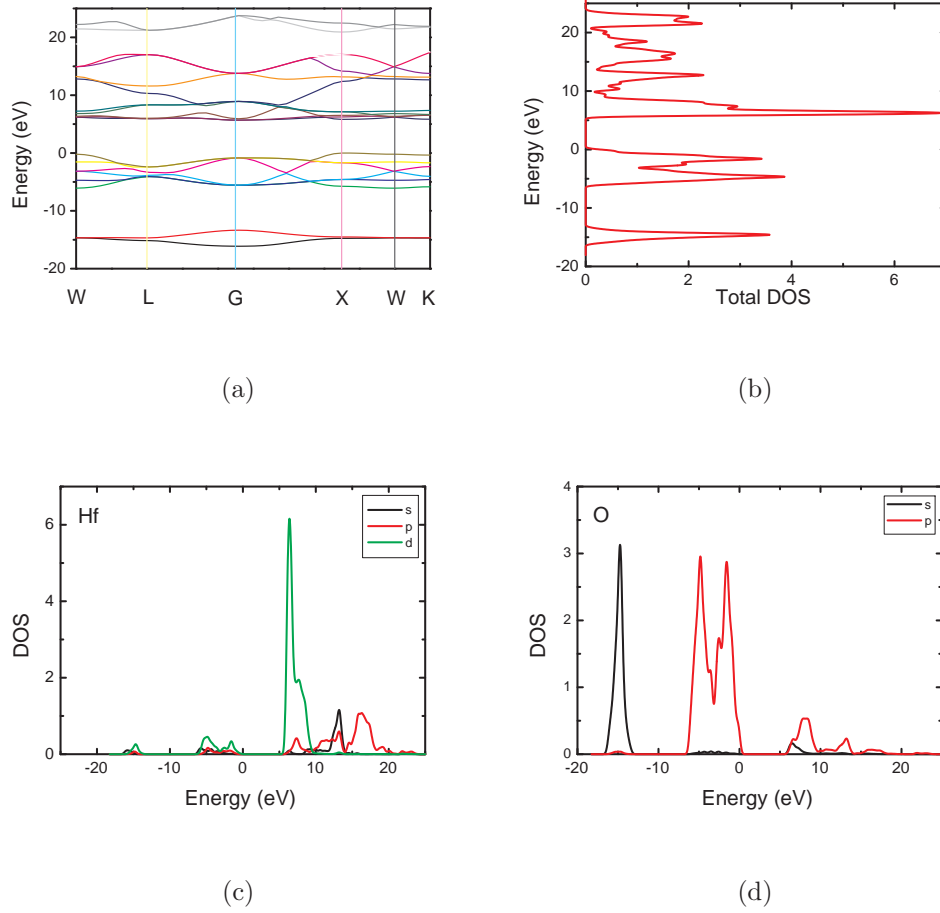 20
10
0
-10
-20
Energy (eV)
W L G X W K
(a)
20
10
0
-10
-20
Energy (eV)
0 2 4 6
Total DOS
(b)
Hf
s
p
d
6
4
2
0
DOS
-20 -10 0 10 20
Energy (eV)
(c)
O
s
p
4
3
2
1
0
DOS
-20 -10 0 10 20
Energy (eV)
(d)